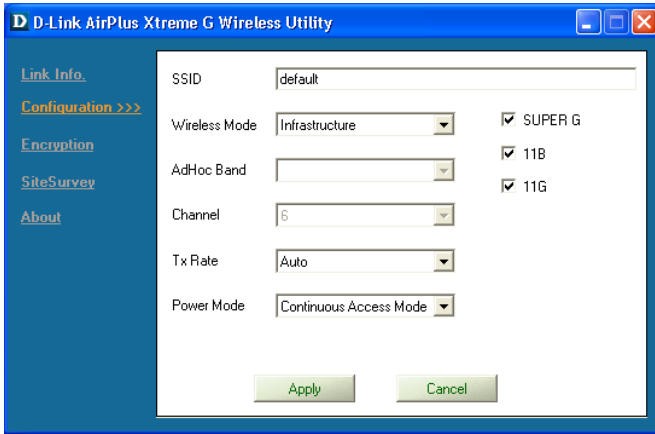 D D-Link AirPlus Xtreme G Wireless Utility
Link Info.
Configuration >>>
Encryption
SiteSurvey
About
SSID default
Wireless Mode Infrastructure
AdHoc Band
Channel 6
Tx Rate Auto
Power Mode Continuous Access Mode
SUPER G
11B
11G
Apply Cancel